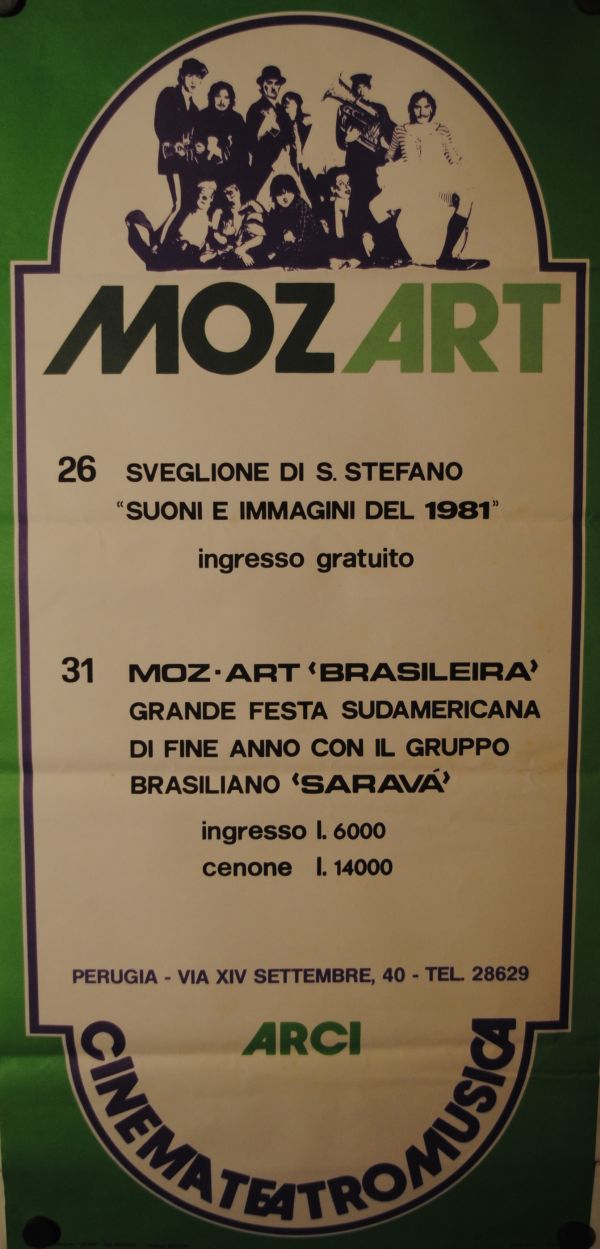 MOZART
26 SVEGLIONE DI S. STEFANO
“SUONI E IMMAGINI DEL 1981”
ingresso gratuito
31 MOZ·ART ‘BRASILEIRA’
GRANDE FESTA SUDAMERICANA
DI FINE ANNO CON IL GRUPPO
BRASILIANO ‘SARAVÁ’
ingresso l. 6000
cenone l. 14000
PERUGIA - VIA XIV SETTEMBRE, 40 - TEL. 28629
ARCI
CINEMATEATROMUSICA